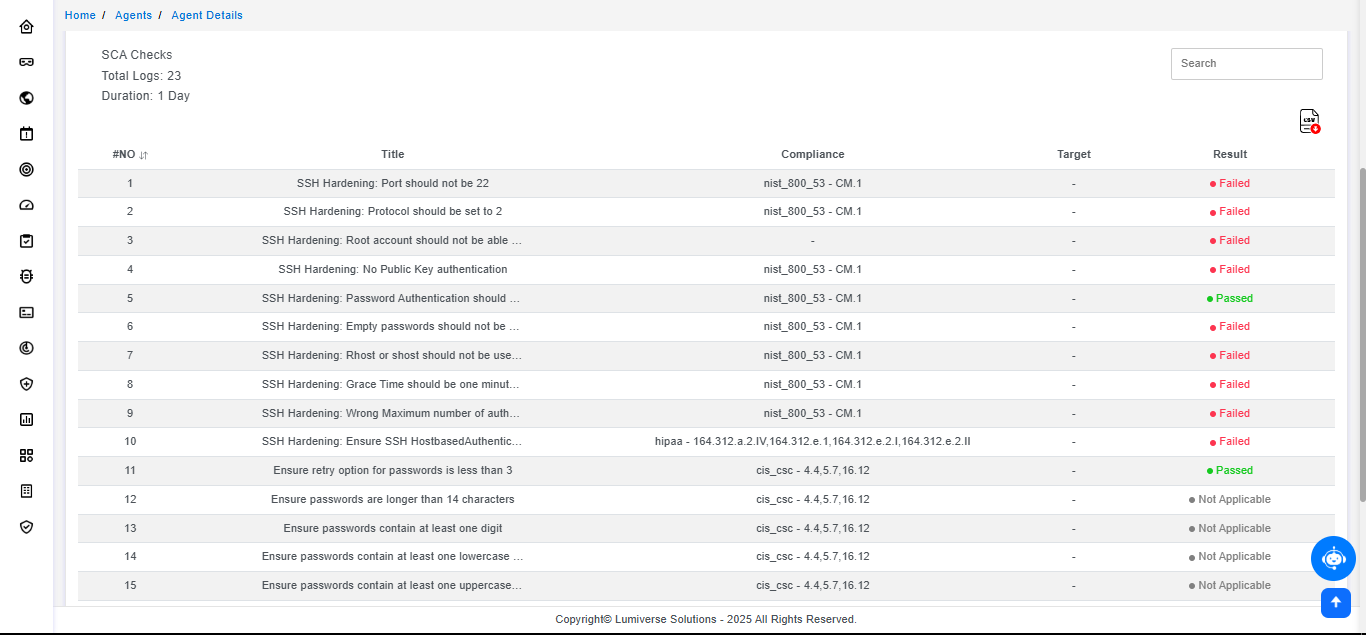 Home / Agents / Agent Details
SCA Checks
Total Logs: 23
Duration: 1 Day
Search
CSV
#NO Title Compliance Target Result
1 SSH Hardening: Port should not be 22 nist_800_53 - CM.1 - Failed
2 SSH Hardening: Protocol should be set to 2 nist_800_53 - CM.1 - Failed
3 SSH Hardening: Root account should not be able ... - - Failed
4 SSH Hardening: No Public Key authentication nist_800_53 - CM.1 - Failed
5 SSH Hardening: Password Authentication should ... nist_800_53 - CM.1 - Passed
6 SSH Hardening: Empty passwords should not be ... nist_800_53 - CM.1 - Failed
7 SSH Hardening: Rhost or shost should not be use... nist_800_53 - CM.1 - Failed
8 SSH Hardening: Grace Time should be one minut... nist_800_53 - CM.1 - Failed
9 SSH Hardening: Wrong Maximum number of auth... nist_800_53 - CM.1 - Failed
10 SSH Hardening: Ensure SSH HostbasedAuthentic... hipaa - 164.312.a.2.IV,164.312.e.1,164.312.e.2.I,164.312.e.2.II - Failed
11 Ensure retry option for passwords is less than 3 cis_csc - 4.4,5.7,16.12 - Passed
12 Ensure passwords are longer than 14 characters cis_csc - 4.4,5.7,16.12 - Not Applicable
13 Ensure passwords contain at least one digit cis_csc - 4.4,5.7,16.12 - Not Applicable
14 Ensure passwords contain at least one lowercase ... cis_csc - 4.4,5.7,16.12 - Not Applicable
15 Ensure passwords contain at least one uppercase... cis_csc - 4.4,5.7,16.12 - Not Applicable
Copyright© Lumiverse Solutions - 2025 All Rights Reserved.